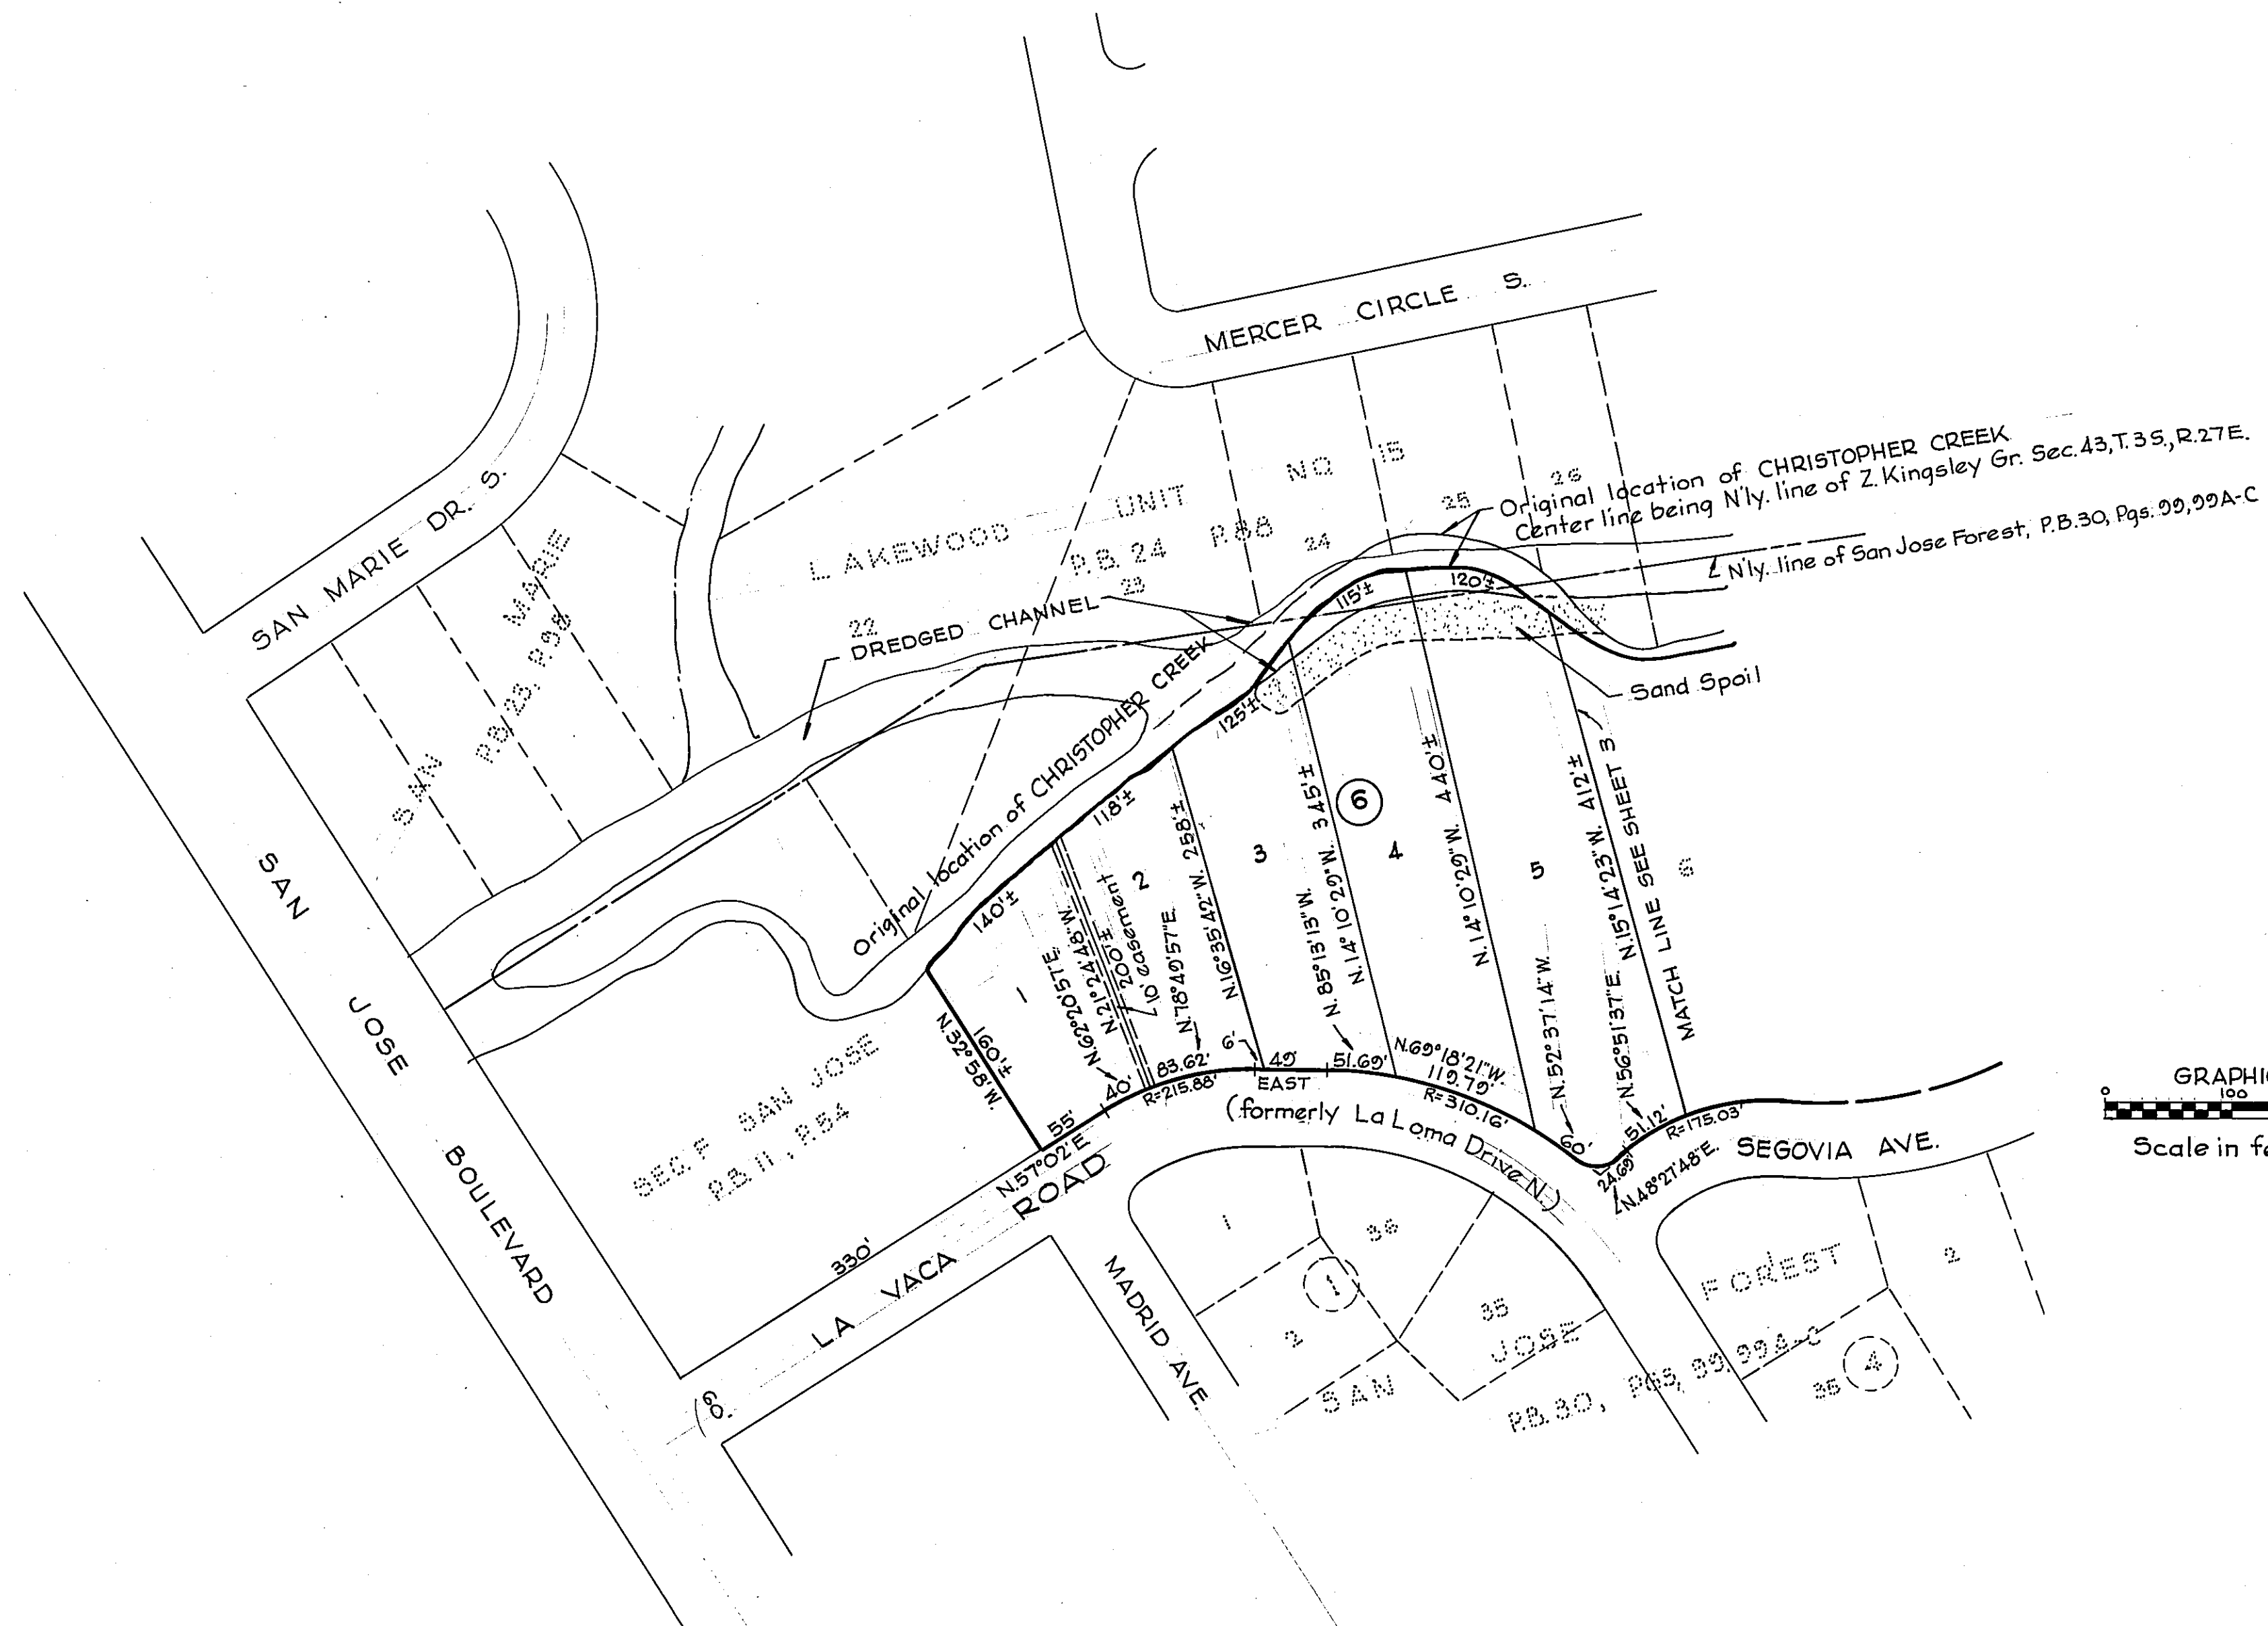 MERCER CIRCLE S.
SAN MARIE DR. S.
SAN MARIE
P.B. 23, P. 98
LAKEWOOD UNIT NO 15
P.B. 24 P. 88
22
23
24
25
26
Original location of CHRISTOPHER CREEK
Center line being N'ly. line of Z. Kingsley Gr. Sec. 43, T. 3 S., R. 27 E.
N'ly. line of San Jose Forest, P.B. 30, Pgs. 99, 99A-C
DREDGED CHANNEL
Sand Spoil
Original location of CHRISTOPHER CREEK
115'±
120'±
125'±
118'±
140'±
1
2
3
4
5
6
6
N.32°58'W.
160'±
N.62°20'51"E.
N.21°24'48"W.
200'±
10' easement
N.78°49'57"E.
N.16°35'42"W. 258'±
N. 85°13'13"W.
N.14°10'29"W. 345'±
N.14°10'29"W. 440'±
N.52°37'14"W.
N.56°51'37"E.
N.15°14'23"W. 412'±
MATCH LINE SEE SHEET 3
55'
40'
83.62'
R=215.88'
6'
49'
EAST
51.69'
N.69°18'21"W.
119.79'
R=310.16'
60'
24.69'
N.48°27'48"E.
51.12'
R=175.03'
N.57°02'E
330'
LA VACA ROAD
(formerly La Loma Drive N.)
SEGOVIA AVE.
MADRID AVE.
SAN JOSE BOULEVARD
SEC. F SAN JOSE
P.B. 11, P. 54
60'
1
36
1
2
35
SAN JOSE FOREST
P.B. 30, PGS, 99, 99A-C
2
36
4
GRAPHI
0 100
Scale in fe